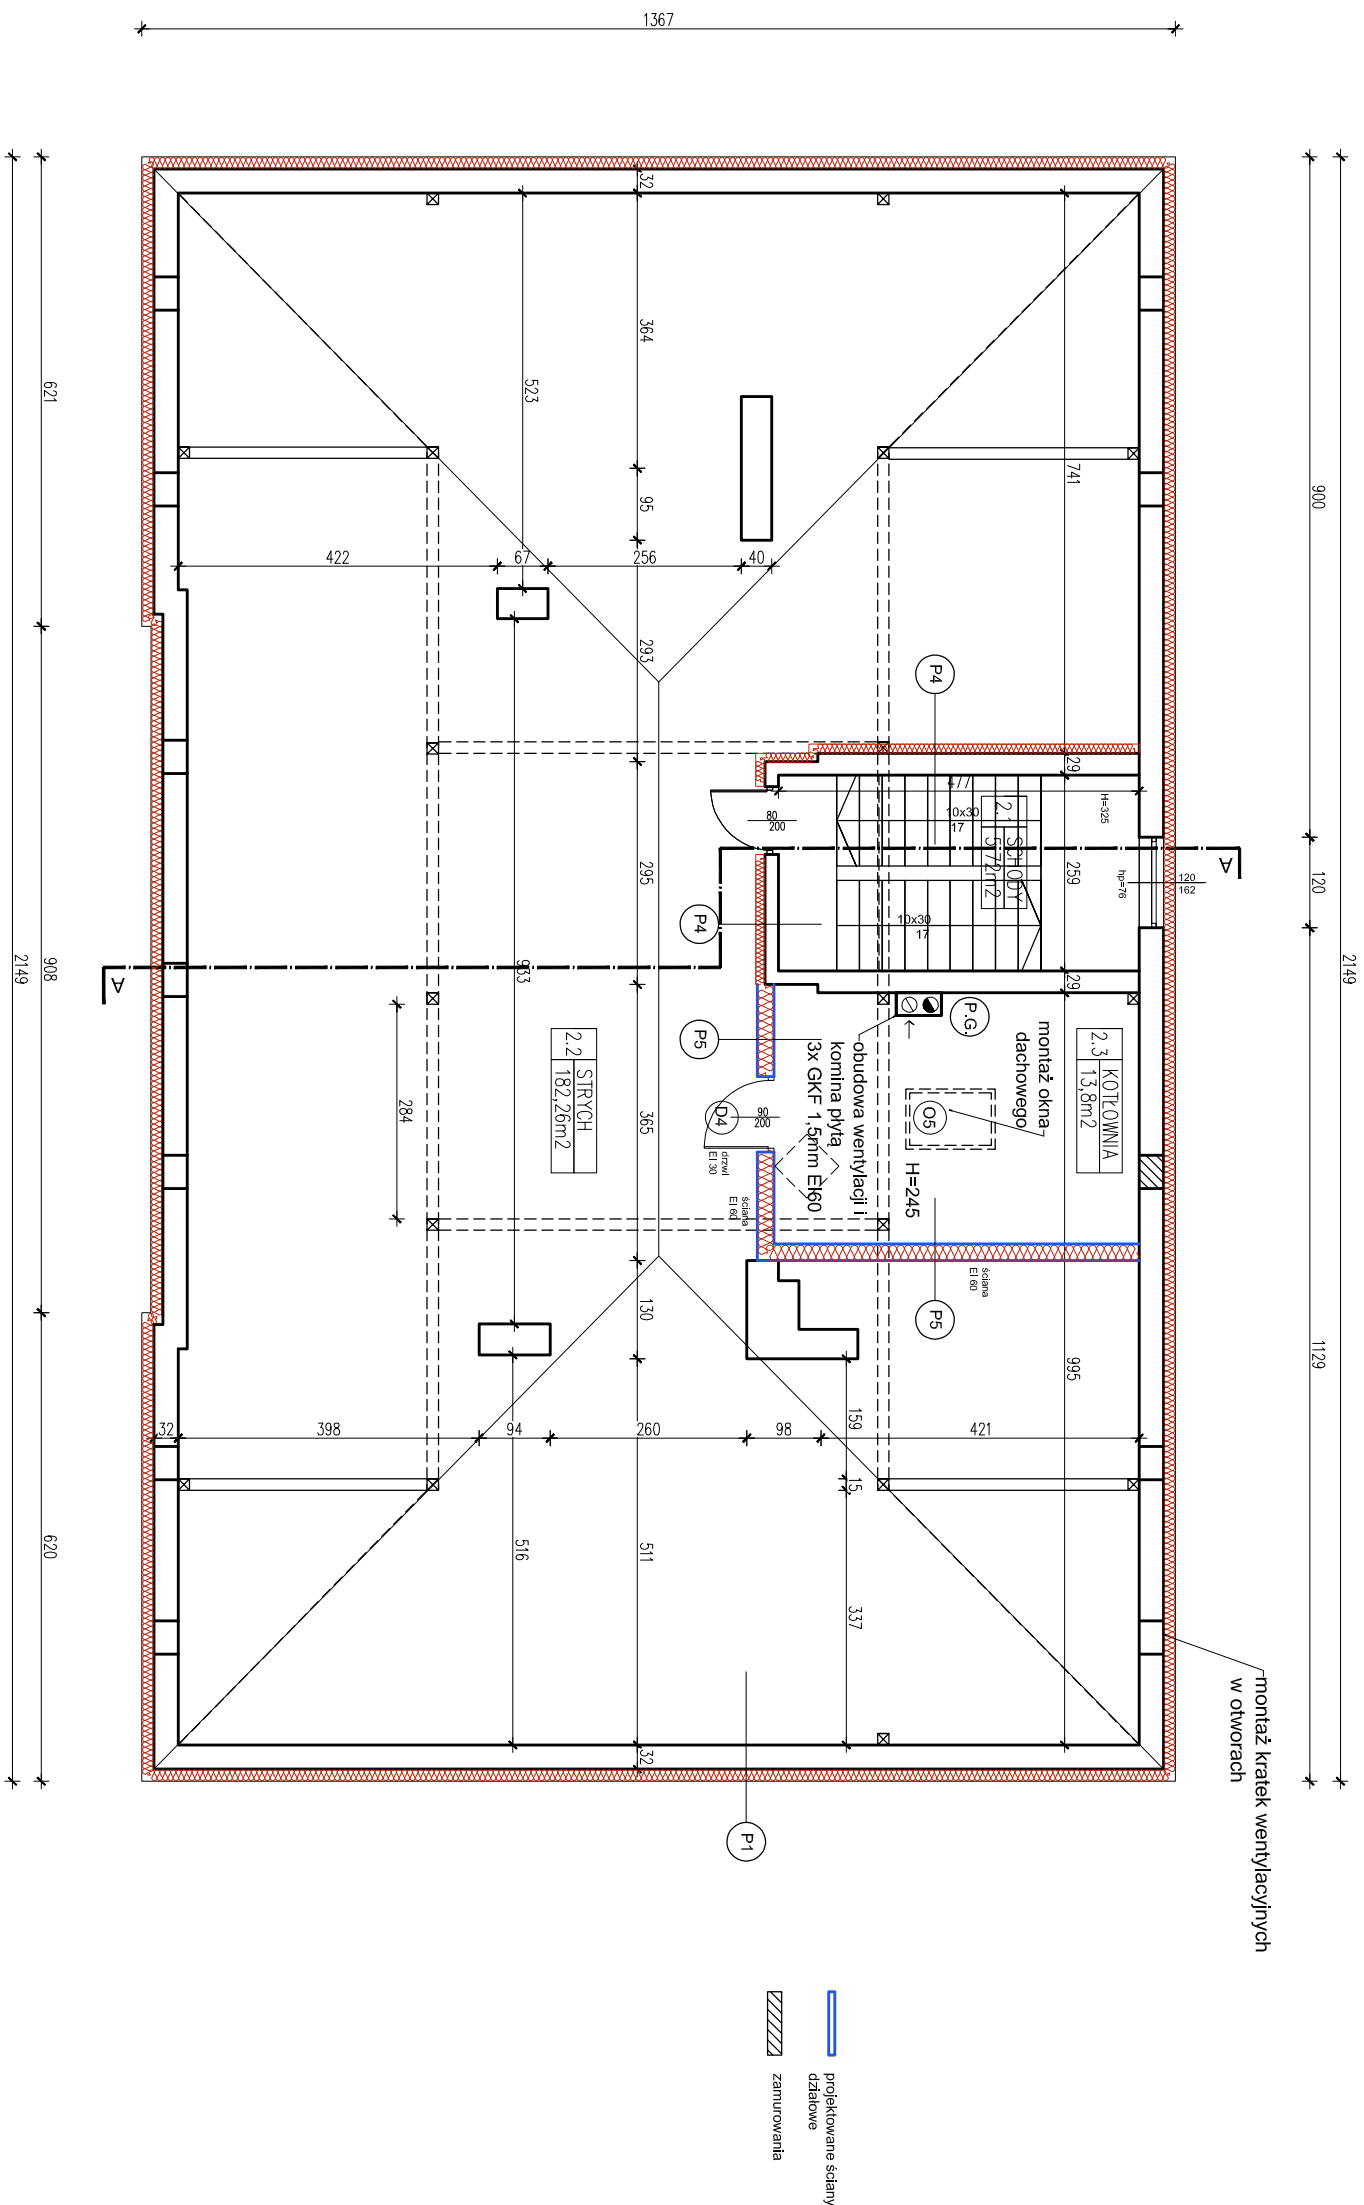 1367
2149
900
120
1129
montaż kratek wentylacyjnych
w otworach
32
364
523
95
741
422
67
256
40
293
P4
29
477
H=325
10x30
17
2.1 SCHODY
5,72m2
80
200
259
hp=76
120
162
A
P4
10x30
17
295
933
29
A
P.G.
montaż okna
dachowego
2.3 KOTŁOWNIA
13,8m2
obudowa wentylacji i
komina płytą
3x GKF 1,5mm EI60
P5
O5
H=245
D4
90
200
drzwi
EI 30
ściana
EI 60
2.2 STRYCH
182,26m2
284
365
ściana
EI 60
P5
130
995
159
15
32
398
94
260
98
421
516
511
337
32
P1
621
908
620
2149
projektowane ściany
działowe
zamurowania